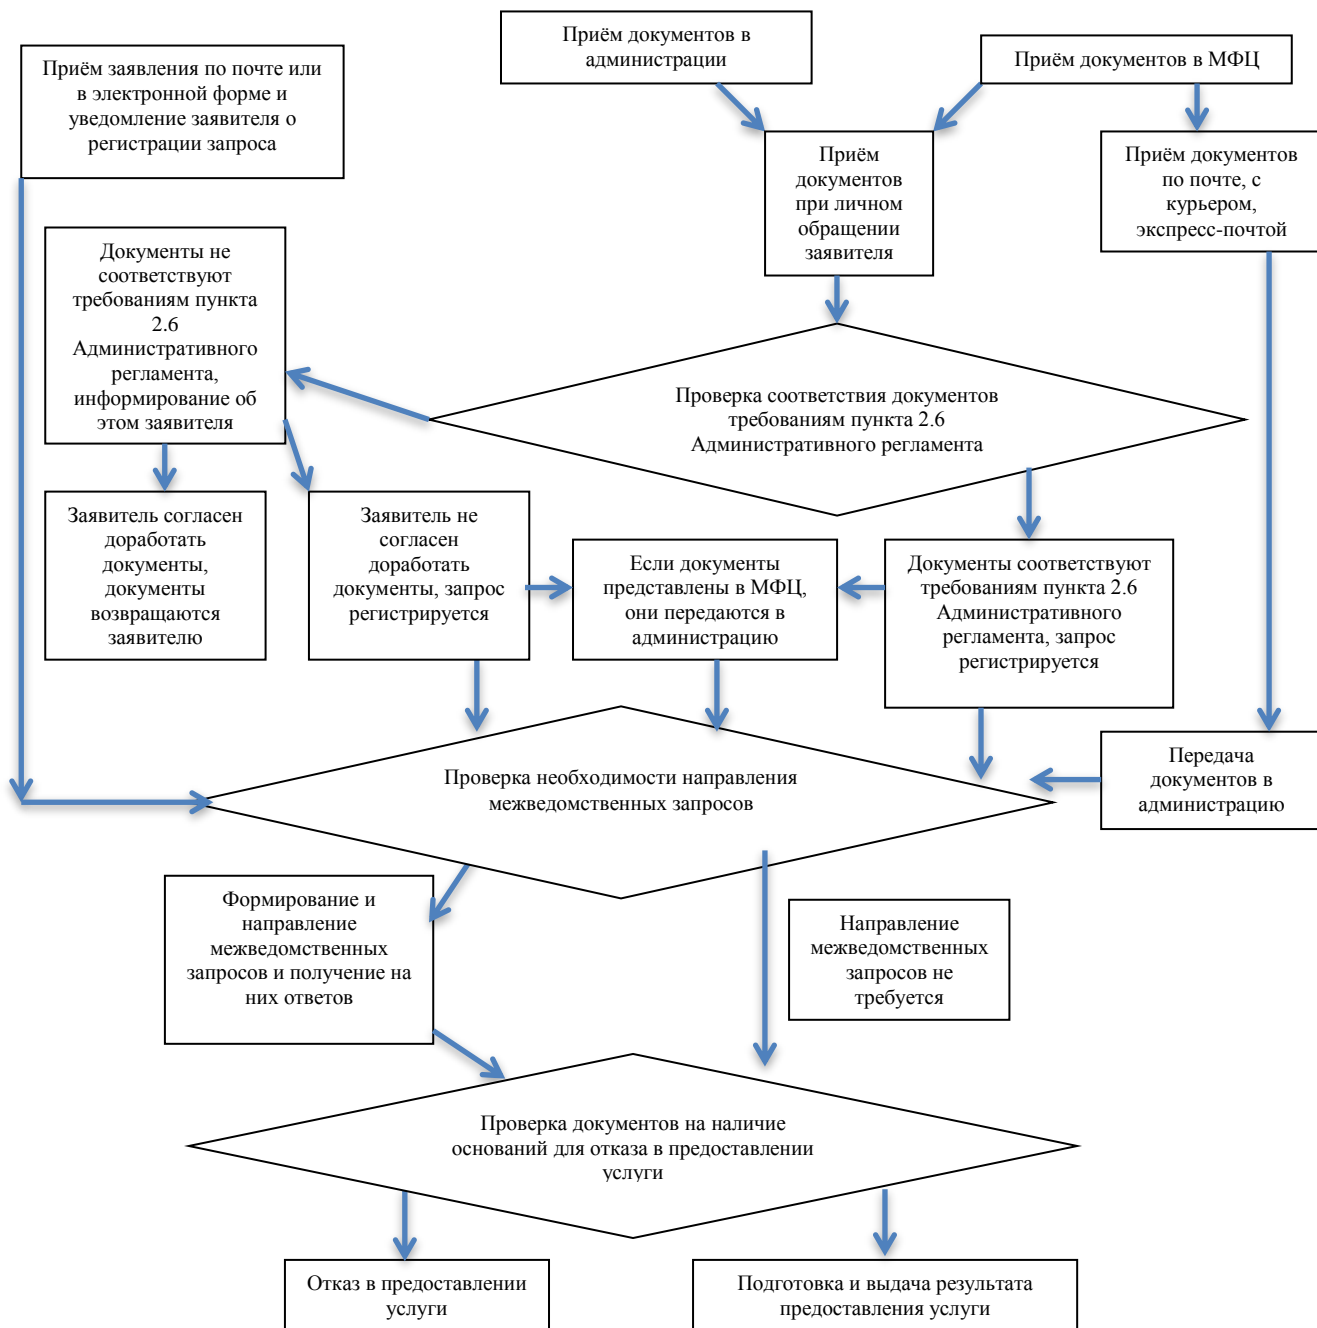 Приём документов в
администрации
Приём документов в МФЦ
Приём заявления по почте или
в электронной форме и
уведомление заявителя о
регистрации запроса
Приём
документов
при личном
обращении
заявителя
Приём документов
по почте, с
курьером,
экспресс-почтой
Документы не
соответствуют
требованиям пункта
2.6
Административного
регламента,
информирование об
этом заявителя
Проверка соответствия документов
требованиям пункта 2.6
Административного регламента
Заявитель согласен
доработать
документы,
документы
возвращаются
заявителю
Заявитель не
согласен
доработать
документы, запрос
регистрируется
Если документы
представлены в МФЦ,
они передаются в
администрацию
Документы соответствуют
требованиям пункта 2.6
Административного
регламента, запрос
регистрируется
Передача
документов в
администрацию
Проверка необходимости направления
межведомственных запросов
Формирование и
направление
межведомственных
запросов и получение на
них ответов
Направление
межведомственных
запросов не
требуется
Проверка документов на наличие
оснований для отказа в предоставлении
услуги
Отказ в предоставлении
услуги
Подготовка и выдача результата
предоставления услуги